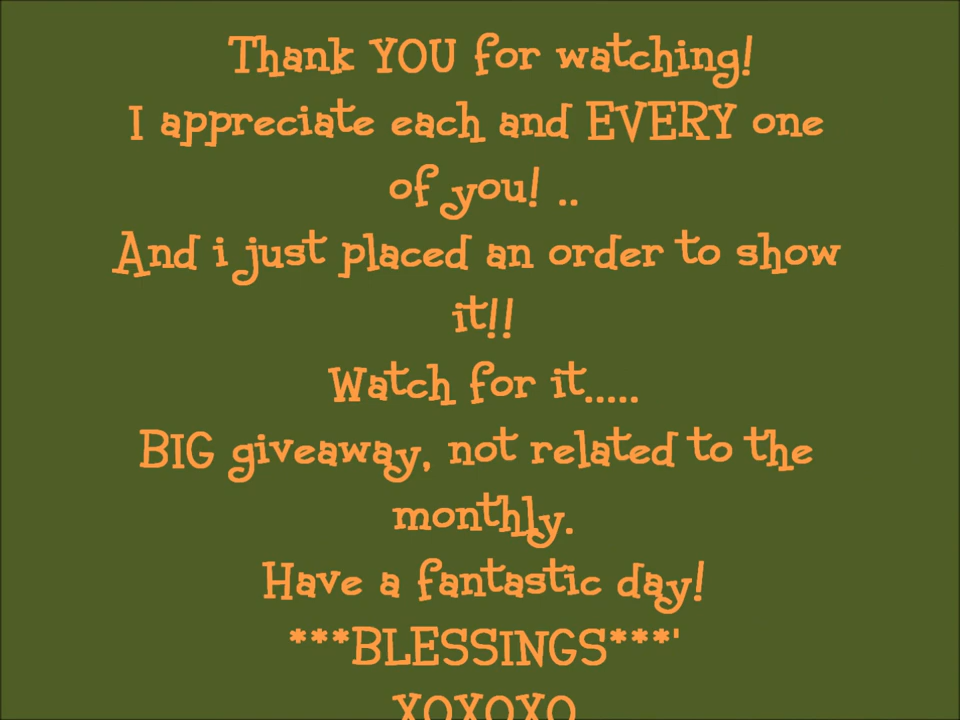 Thank YOU for watching!
I appreciate each and EVERY one
of you! ..
And i just placed an order to show
it!!
Watch for it.....
BIG giveaway, not related to the
monthly.
Have a fantastic day!
***BLESSINGS***'
XOXOXO